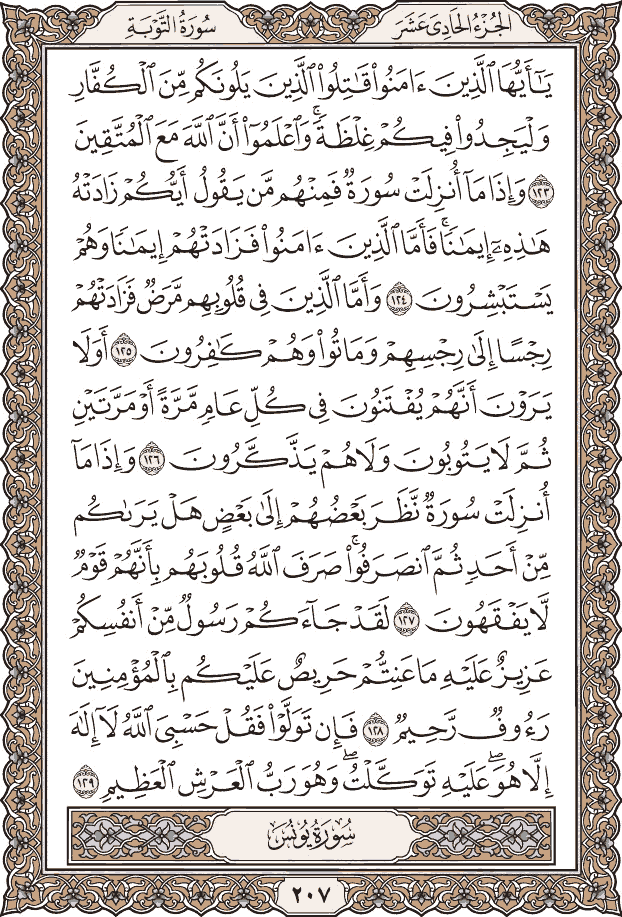 سُورَةُ التَّوْبَةِ
الجُزْءُ الحَادِى عَشَرَ
يَٰٓأَيُّهَا ٱلَّذِينَ ءَامَنُوا۟ قَٰتِلُوا۟ ٱلَّذِينَ يَلُونَكُم مِّنَ ٱلْكُفَّارِ
وَلْيَجِدُوا۟ فِيكُمْ غِلْظَةً ۚ وَٱعْلَمُوٓا۟ أَنَّ ٱللَّهَ مَعَ ٱلْمُتَّقِينَ
١٢٣ وَإِذَا مَآ أُنزِلَتْ سُورَةٌ فَمِنْهُم مَّن يَقُولُ أَيُّكُمْ زَادَتْهُ
هَٰذِهِۦٓ إِيمَٰنًا ۚ فَأَمَّا ٱلَّذِينَ ءَامَنُوا۟ فَزَادَتْهُمْ إِيمَٰنًا وَهُمْ
يَسْتَبْشِرُونَ ١٢٤ وَأَمَّا ٱلَّذِينَ فِى قُلُوبِهِم مَّرَضٌ فَزَادَتْهُمْ
رِجْسًا إِلَىٰ رِجْسِهِمْ وَمَاتُوا۟ وَهُمْ كَٰفِرُونَ ١٢٥ أَوَلَا
يَرَوْنَ أَنَّهُمْ يُفْتَنُونَ فِى كُلِّ عَامٍ مَّرَّةً أَوْ مَرَّتَيْنِ
ثُمَّ لَا يَتُوبُونَ وَلَا هُمْ يَذَّكَّرُونَ ١٢٦ وَإِذَا مَآ
أُنزِلَتْ سُورَةٌ نَّظَرَ بَعْضُهُمْ إِلَىٰ بَعْضٍ هَلْ يَرَىٰكُم
مِّنْ أَحَدٍ ثُمَّ ٱنصَرَفُوا۟ ۚ صَرَفَ ٱللَّهُ قُلُوبَهُم بِأَنَّهُمْ قَوْمٌ
لَّا يَفْقَهُونَ ١٢٧ لَقَدْ جَآءَكُمْ رَسُولٌ مِّنْ أَنفُسِكُمْ
عَزِيزٌ عَلَيْهِ مَا عَنِتُّمْ حَرِيصٌ عَلَيْكُم بِٱلْمُؤْمِنِينَ
رَءُوفٌ رَّحِيمٌ ١٢٨ فَإِن تَوَلَّوْا۟ فَقُلْ حَسْبِىَ ٱللَّهُ لَآ إِلَٰهَ
إِلَّا هُوَ ۖ عَلَيْهِ تَوَكَّلْتُ ۖ وَهُوَ رَبُّ ٱلْعَرْشِ ٱلْعَظِيمِ ١٢٩
سُورَةُ يُونُسَ
٢٠٧